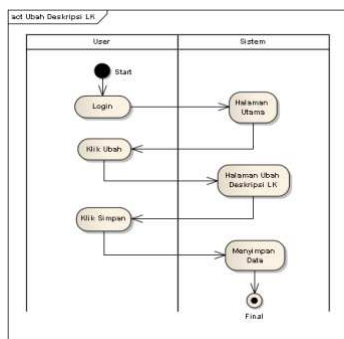 act Ubah Deskripsi LK
User
Sistem
Start
Login
Halaman
Utama
Klik Ubah
Halaman Ubah
Deskripsi LK
Klik Simpan
Menyimpan
Data
Final